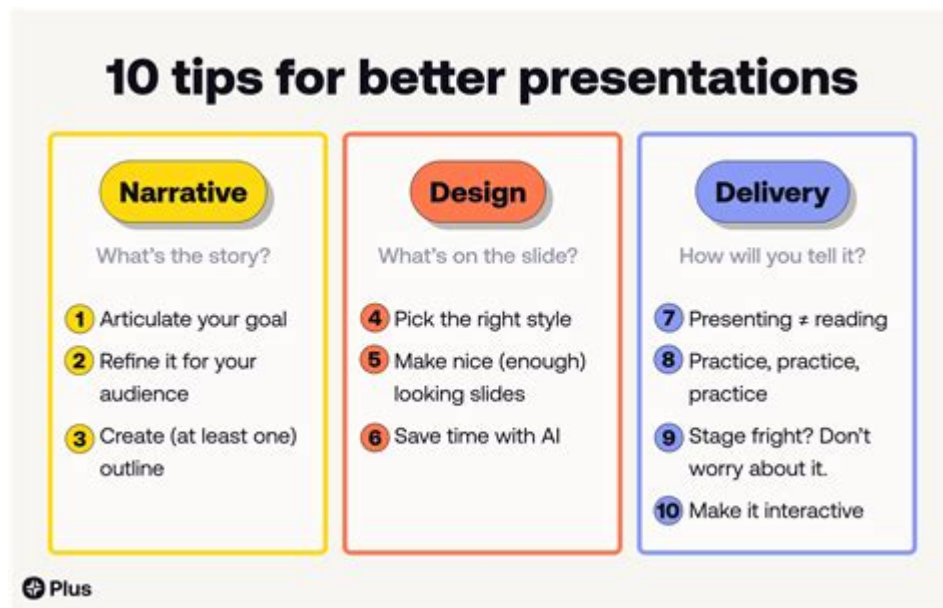 10 tips for better presentations
Narrative
What's the story?
1 Articulate your goal
2 Refine it for your
audience
3 Create (at least one)
outline
Design
What's on the slide?
4 Pick the right style
5 Make nice (enough)
looking slides
6 Save time with AI
Delivery
How will you tell it?
7 Presenting ≠ reading
8 Practice, practice,
practice
9 Stage fright? Don't
worry about it.
10 Make it interactive
Plus